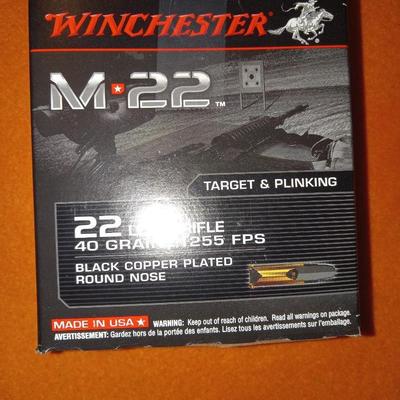 WINCHESTER
M★22™
TARGET & PLINKING
22 RIFLE
40 GRAIN 1255 FPS
BLACK COPPER PLATED
ROUND NOSE
MADE IN USA ★ WARNING: Keep out of reach of children. Read all warnings on package.
AVERTISSEMENT: Gardez hors de la portée des enfants. Lisez tous les avertissements sur l'emballage.